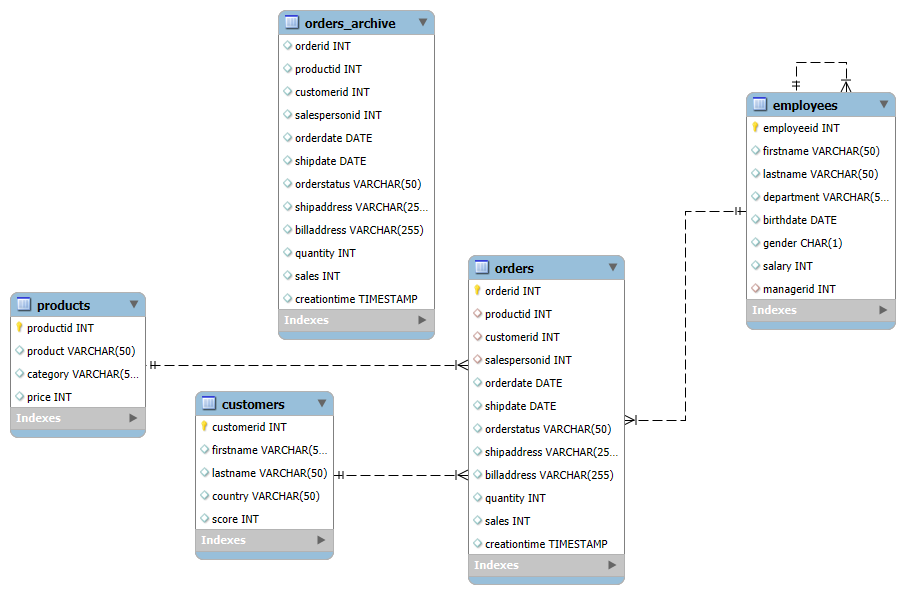 orders_archive
orderid INT
productid INT
customerid INT
salespersonid INT
orderdate DATE
shipdate DATE
orderstatus VARCHAR(50)
shipaddress VARCHAR(25...
billaddress VARCHAR(255)
quantity INT
sales INT
creationtime TIMESTAMP
Indexes
employees
employeeid INT
firstname VARCHAR(50)
lastname VARCHAR(50)
department VARCHAR(5...
birthdate DATE
gender CHAR(1)
salary INT
managerid INT
Indexes
products
productid INT
product VARCHAR(50)
category VARCHAR(5...
price INT
Indexes
customers
customerid INT
firstname VARCHAR(5...
lastname VARCHAR(50)
country VARCHAR(50)
score INT
Indexes
orders
orderid INT
productid INT
customerid INT
salespersonid INT
orderdate DATE
shipdate DATE
orderstatus VARCHAR(50)
shipaddress VARCHAR(25...
billaddress VARCHAR(255)
quantity INT
sales INT
creationtime TIMESTAMP
Indexes